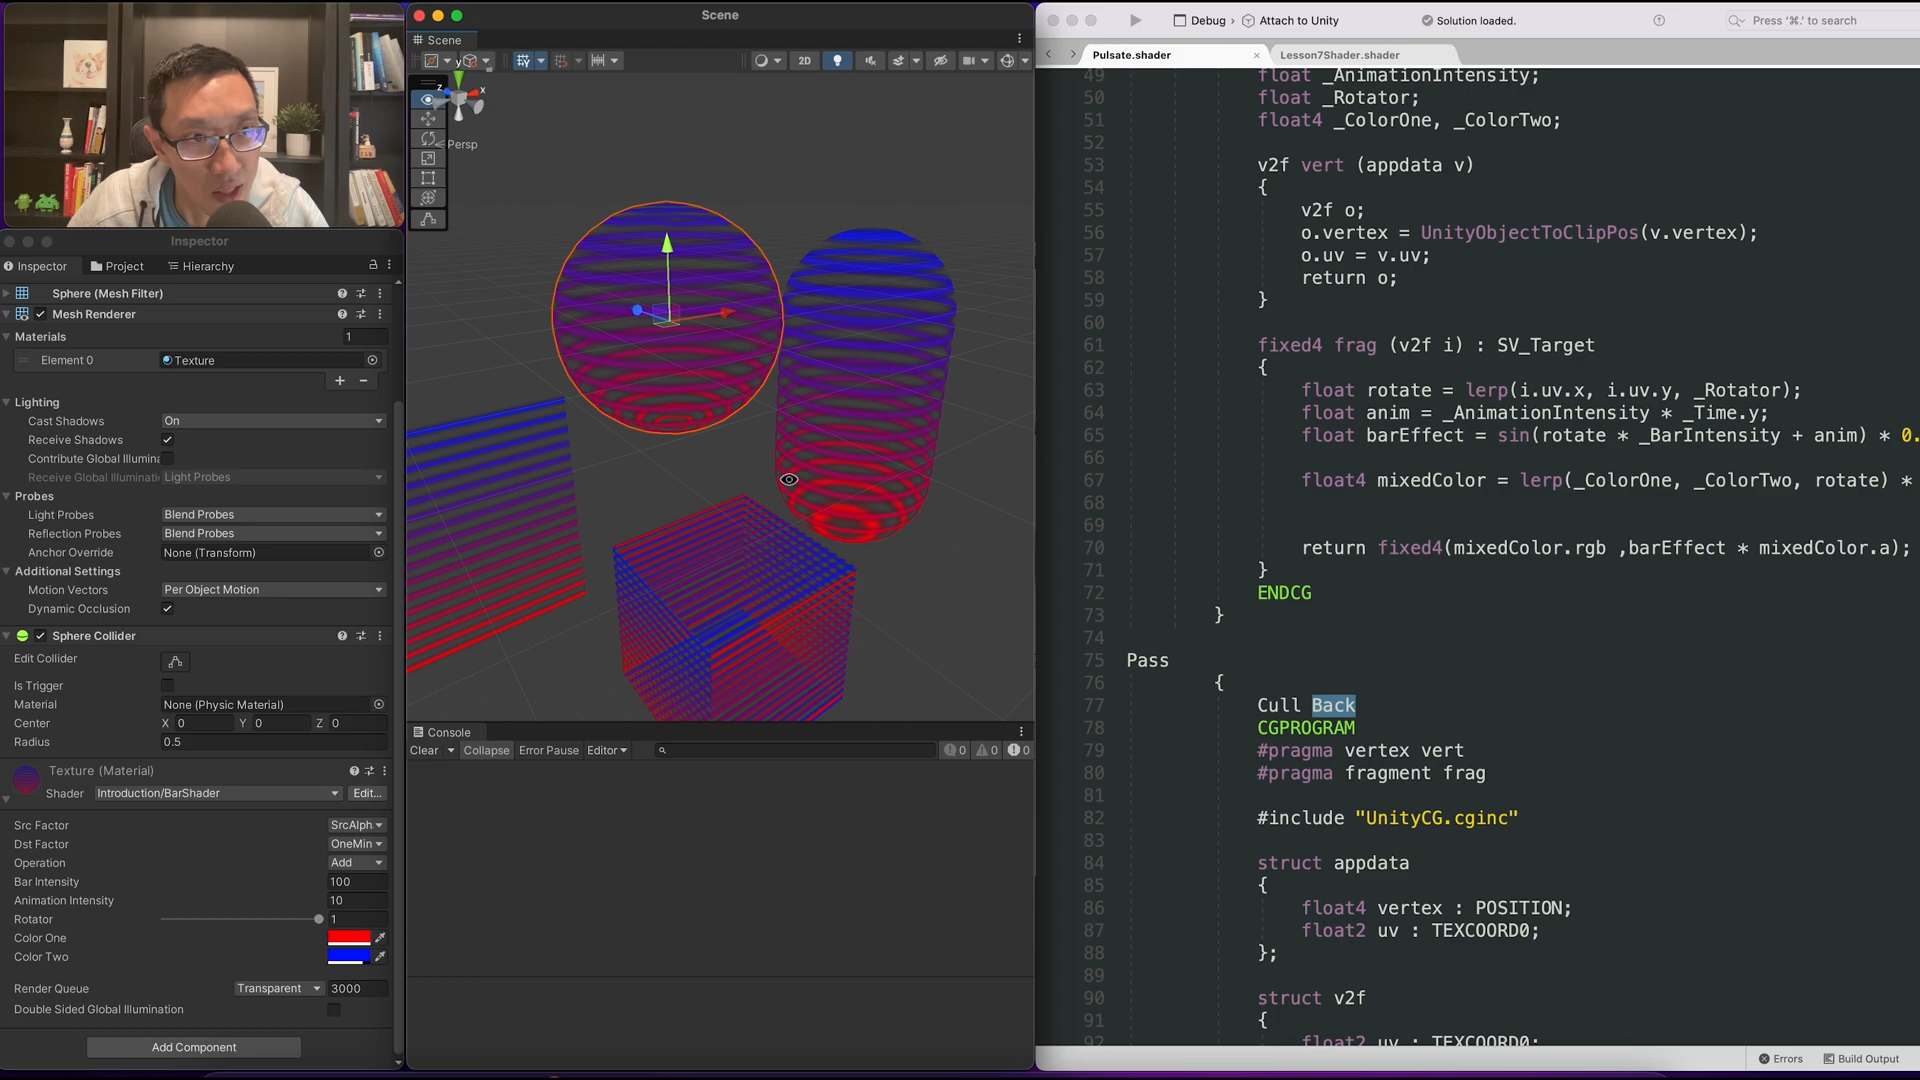 Scene
Debug › Attach to Unity
Solution loaded.
Press ‘⌘.’ to search
Scene
2D
Persp
y
z
x
Inspector
Inspector
Project
Hierarchy
Sphere (Mesh Filter)
Mesh Renderer
Materials
1
Element 0
Texture
Lighting
Cast Shadows
On
Receive Shadows
Contribute Global Illumina
Receive Global Illuminati
Light Probes
Probes
Light Probes
Blend Probes
Reflection Probes
Blend Probes
Anchor Override
None (Transform)
Additional Settings
Motion Vectors
Per Object Motion
Dynamic Occlusion
Sphere Collider
Edit Collider
Is Trigger
Material
None (Physic Material)
Center
X 0 Y 0 Z 0
Radius
0.5
Texture (Material)
Shader
Introduction/BarShader
Edit...
Src Factor
SrcAlph
Dst Factor
OneMin
Operation
Add
Bar Intensity
100
Animation Intensity
10
Rotator
1
Color One
Color Two
Render Queue
Transparent
3000
Double Sided Global Illumination
Add Component
Console
Clear
Collapse
Error Pause
Editor
0
0
0
Pulsate.shader
Lesson7Shader.shader
49 float _AnimationIntensity;
50 float _Rotator;
51 float4 _ColorOne, _ColorTwo;
52
53 v2f vert (appdata v)
54 {
55 v2f o;
56 o.vertex = UnityObjectToClipPos(v.vertex);
57 o.uv = v.uv;
58 return o;
59 }
60
61 fixed4 frag (v2f i) : SV_Target
62 {
63 float rotate = lerp(i.uv.x, i.uv.y, _Rotator);
64 float anim = _AnimationIntensity * _Time.y;
65 float barEffect = sin(rotate * _BarIntensity + anim) * 0.
66
67 float4 mixedColor = lerp(_ColorOne, _ColorTwo, rotate) *
68
69
70 return fixed4(mixedColor.rgb ,barEffect * mixedColor.a);
71 }
72 ENDCG
73 }
74
75 Pass
76 {
77 Cull Back
78 CGPROGRAM
79 #pragma vertex vert
80 #pragma fragment frag
81
82 #include "UnityCG.cginc"
83
84 struct appdata
85 {
86 float4 vertex : POSITION;
87 float2 uv : TEXCOORD0;
88 };
89
90 struct v2f
91 {
92 float2 uv : TEXCOORD0;
Errors
Build Output